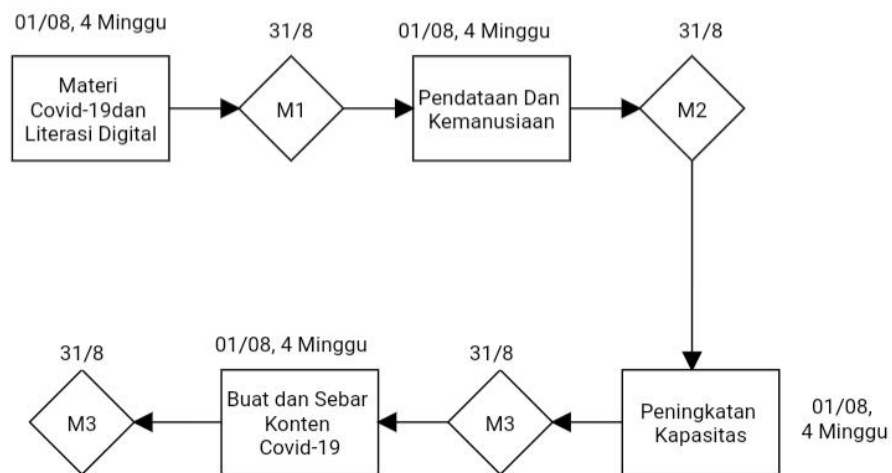 01/08, 4 Minggu
Materi
Covid-19dan
Literasi Digital
31/8
M1
01/08, 4 Minggu
Pendataan Dan
Kemanusiaan
31/8
M2
01/08,
4 Minggu
Peningkatan
Kapasitas
31/8
M3
01/08, 4 Minggu
Buat dan Sebar
Konten
Covid-19
31/8
M3